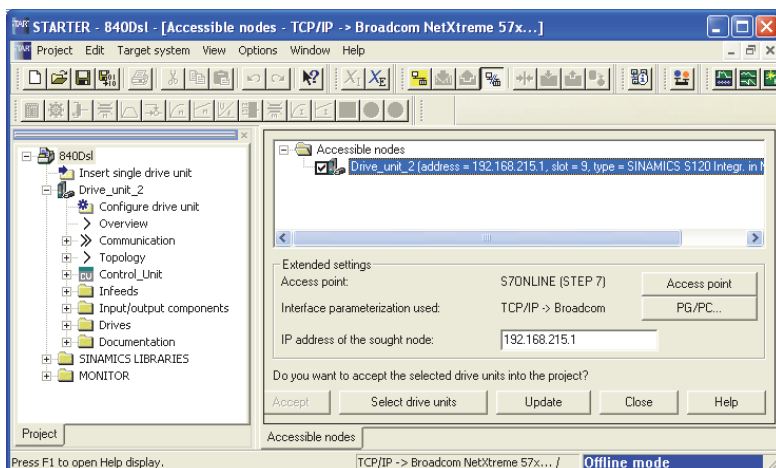 STARTER - 840Dsl - [Accessible nodes - TCP/IP -> Broadcom NetXtreme 57x...]
Project Edit Target system View Options Window Help
840Dsl
Insert single drive unit
Drive_unit_2
Configure drive unit
Overview
Communication
Topology
Control_Unit
Infeeds
Input/output components
Drives
Documentation
SINAMICS LIBRARIES
MONITOR
Project
Accessible nodes
Drive_unit_2 (address = 192.168.215.1, slot = 9, type = SINAMICS S120 Integr. in
Extended settings
Access point: S7ONLINE (STEP 7) Access point
Interface parameterization used: TCP/IP -> Broadcom PG/PC...
IP address of the sought node: 192.168.215.1
Do you want to accept the selected drive units into the project?
Accept Select drive units Update Close Help
Accessible nodes
Press F1 to open Help display. TCP/IP -> Broadcom NetXtreme 57x... / Offline mode